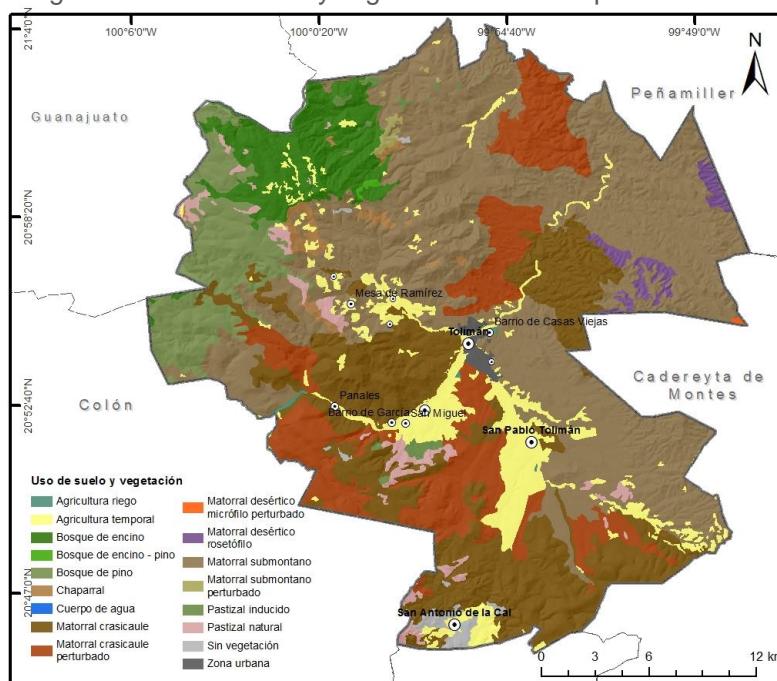 100°6'0"W
100°0'20"W
99°54'40"W
99°49'0"W
21°4'0"N
20°58'20"N
20°52'40"N
20°47'0"N
N
Guanajuato
Peñamiller
Colón
Cadereyta de
Montes
Mesa de Ramírez
Barrio de Casas Viejas
Tolimán
Panales
Barrio de García
San Miguel
San Pablo Tolimán
San Antonio de la Cal
Uso de suelo y vegetación
Agricultura riego
Agricultura temporal
Bosque de encino
Bosque de encino - pino
Bosque de pino
Chaparral
Cuerpo de agua
Matorral crasicaule
Matorral crasicaule
perturbado
Matorral desértico
micrófilo perturbado
Matorral desértico
rosetófilo
Matorral submontano
Matorral submontano
perturbado
Pastizal inducido
Pastizal natural
Sin vegetación
Zona urbana
0 3 6 12 km